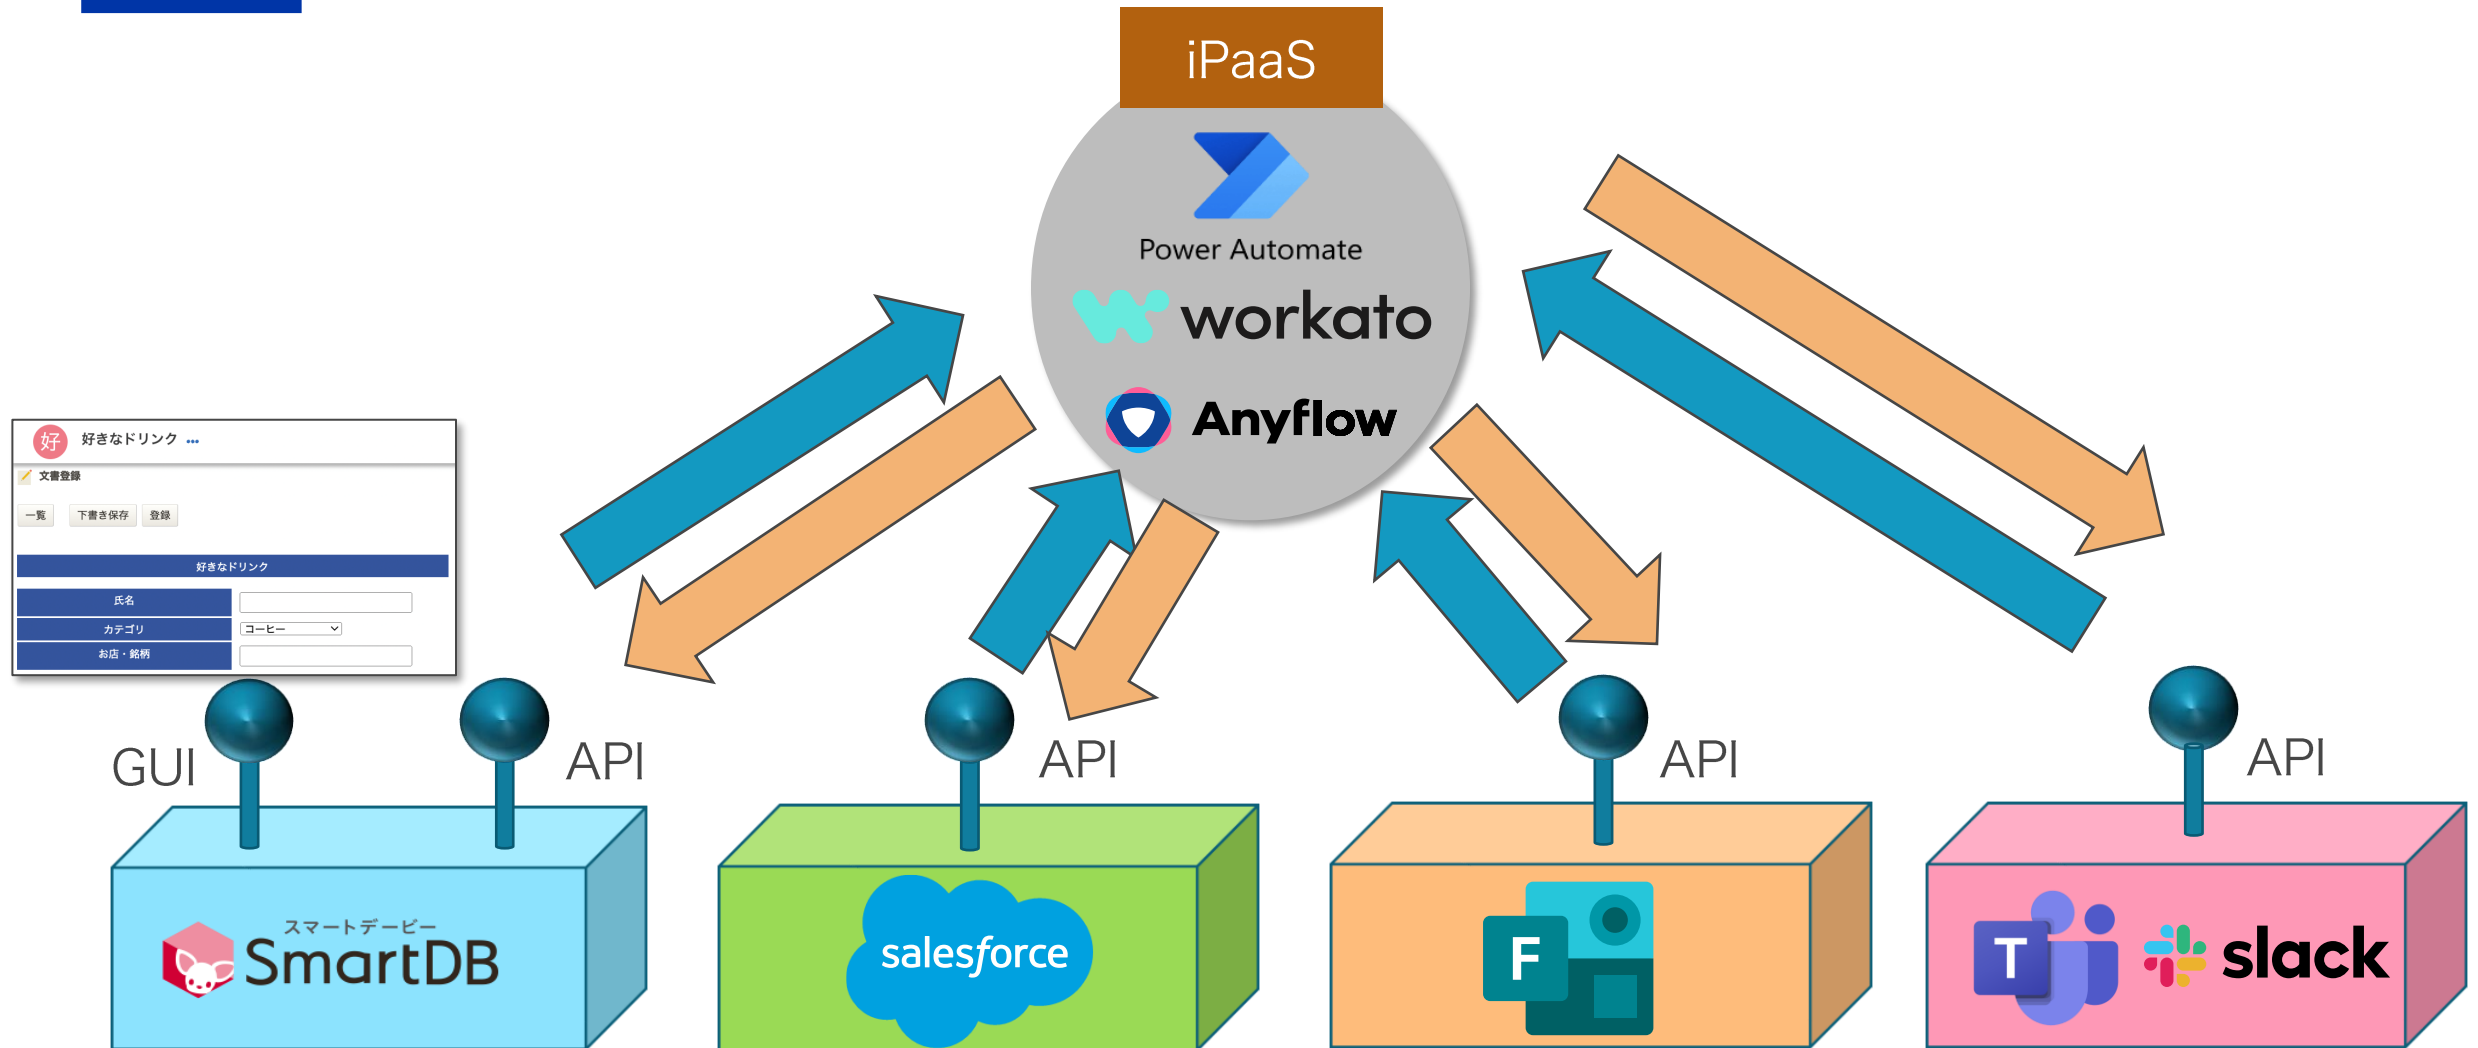 iPaaS
Power Automate
workato
Anyflow
好 好きなドリンク •••
文書登録
一覧 下書き保存 登録
好きなドリンク
氏名
カテゴリ コーヒー
お店・銘柄
GUI
API
API
API
API
スマートデービー
SmartDB
salesforce
F
T
slack